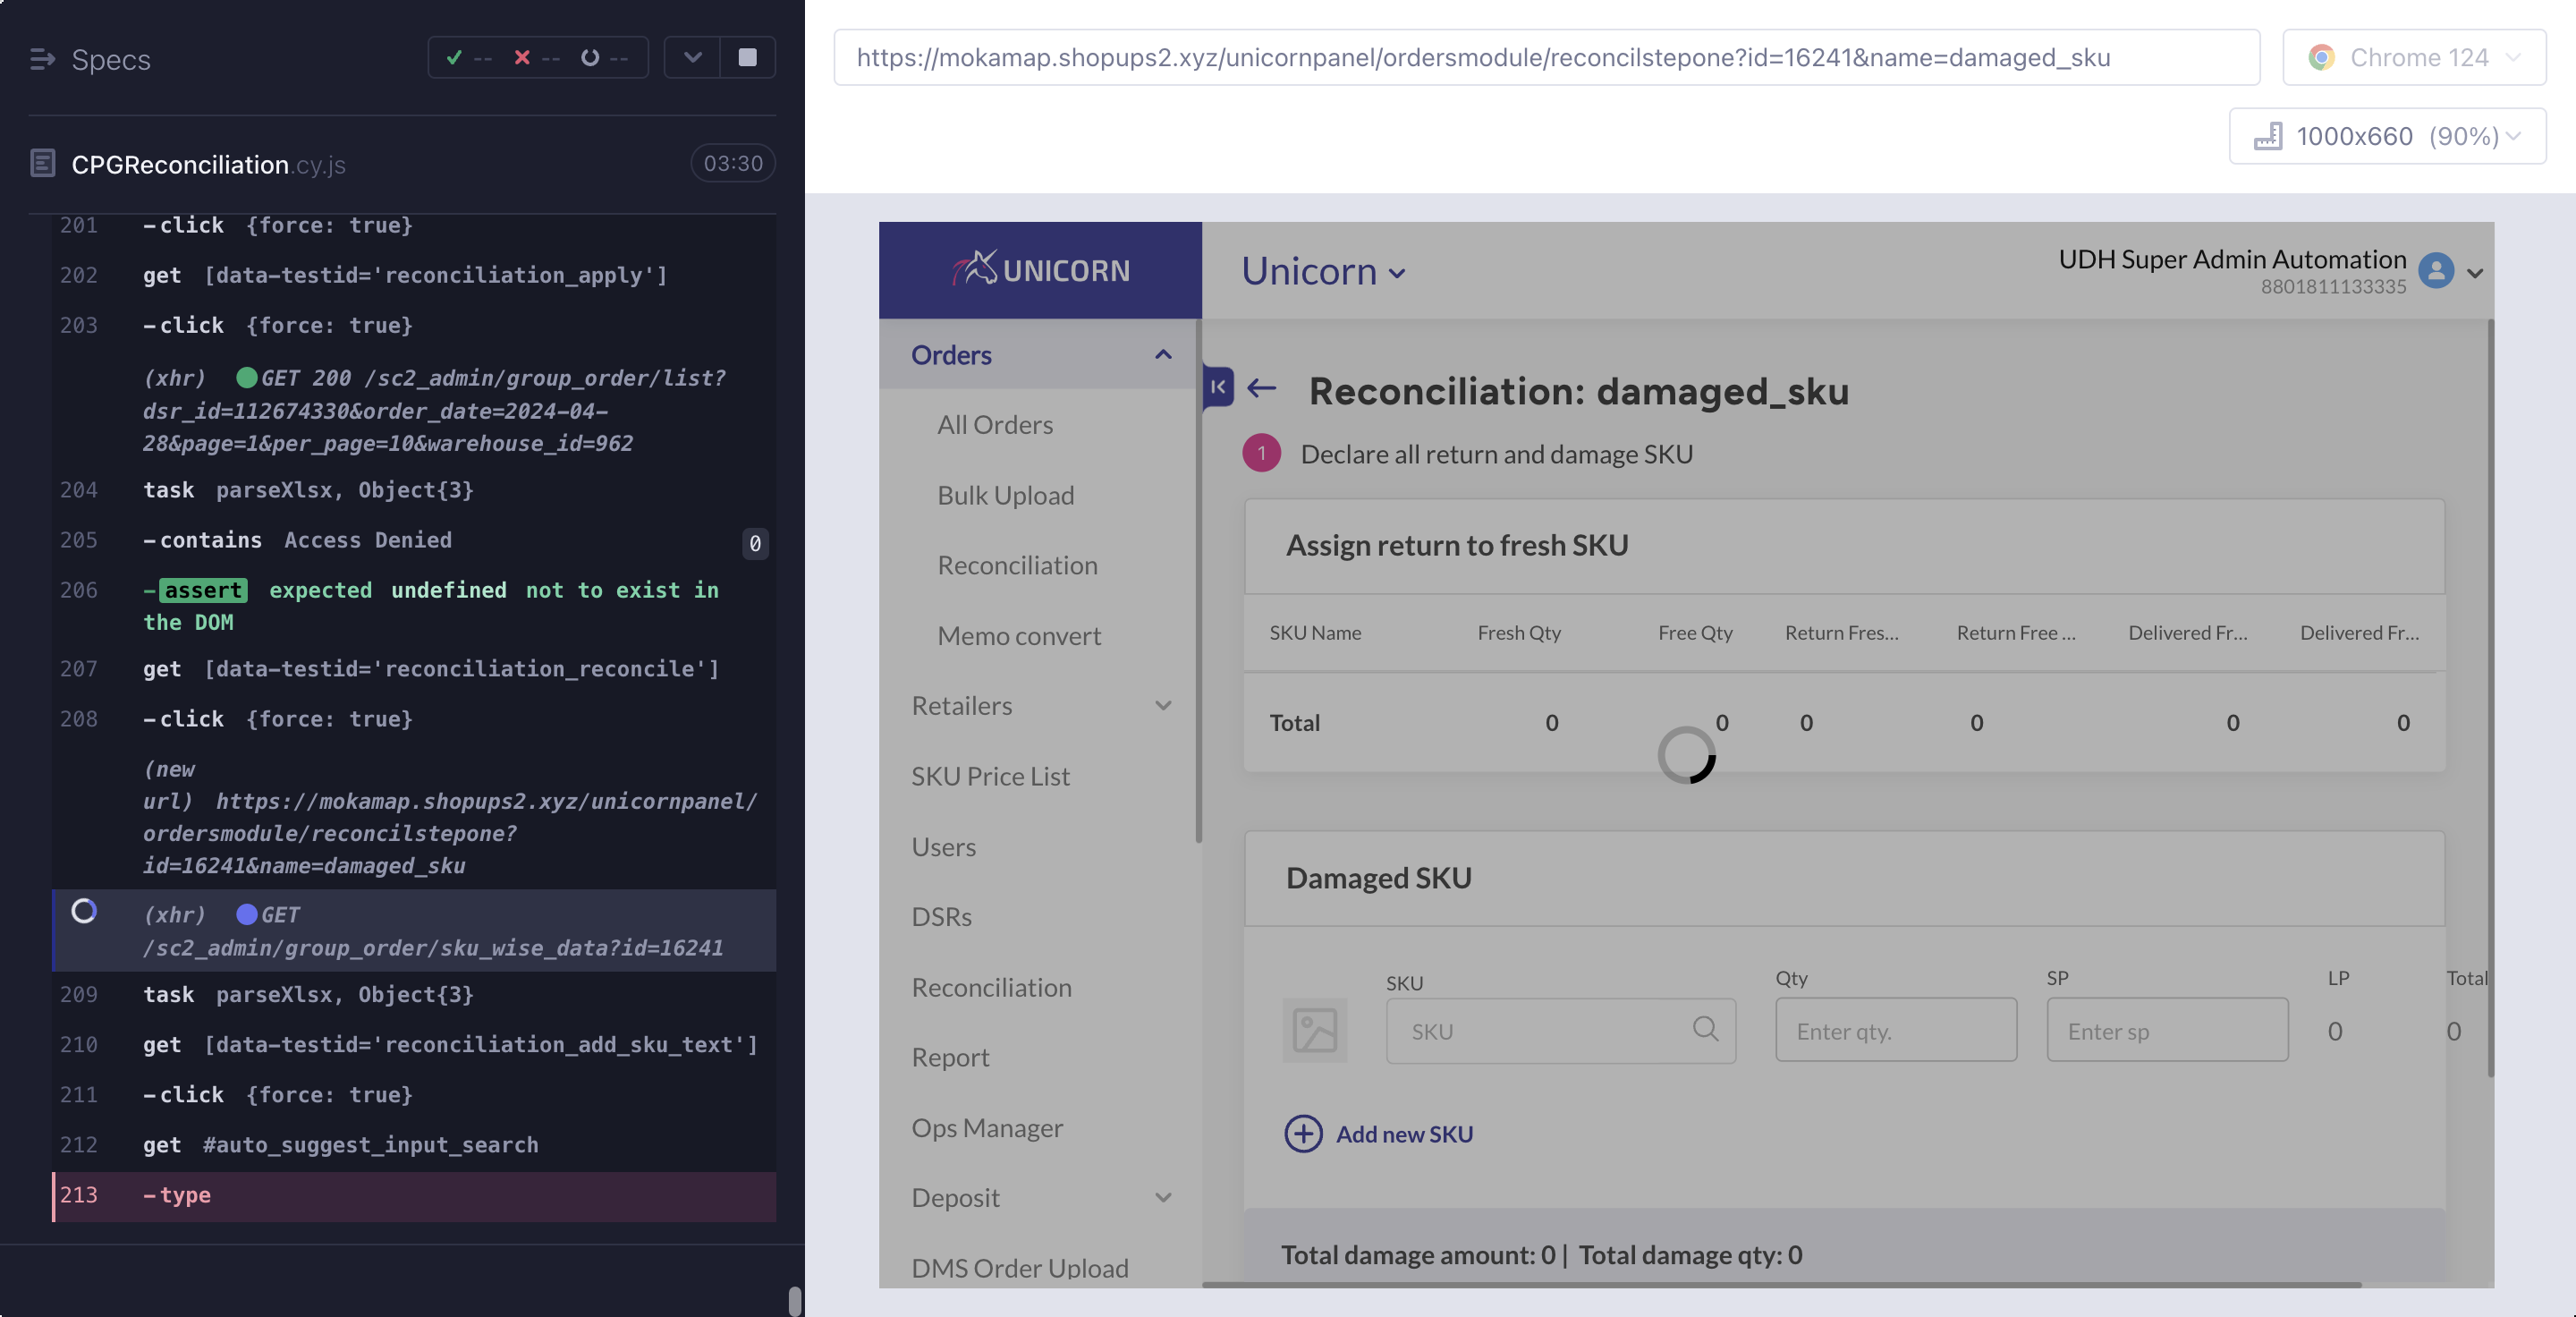 Specs
-- -- --
CPGReconciliation.cy.js
03:30
201 -click {force: true}
202 get [data-testid='reconciliation_apply']
203 -click {force: true}
(xhr) GET 200 /sc2_admin/group_order/list?
dsr_id=112674330&order_date=2024-04-
28&page=1&per_page=10&warehouse_id=962
204 task parseXlsx, Object{3}
205 -contains Access Denied 0
206 -assert expected undefined not to exist in
the DOM
207 get [data-testid='reconciliation_reconcile']
208 -click {force: true}
(new
url) https://mokamap.shopups2.xyz/unicornpanel/
ordersmodule/reconcilstepone?
id=16241&name=damaged_sku
(xhr) GET
/sc2_admin/group_order/sku_wise_data?id=16241
209 task parseXlsx, Object{3}
210 get [data-testid='reconciliation_add_sku_text']
211 -click {force: true}
212 get #auto_suggest_input_search
213 -type
https://mokamap.shopups2.xyz/unicornpanel/ordersmodule/reconcilstepone?id=16241&name=damaged_sku
Chrome 124
1000x660 (90%)
UNICORN
Unicorn
UDH Super Admin Automation
8801811133335
Orders
All Orders
Bulk Upload
Reconciliation
Memo convert
Retailers
SKU Price List
Users
DSRs
Reconciliation
Report
Ops Manager
Deposit
DMS Order Upload
Reconciliation: damaged_sku
1 Declare all return and damage SKU
Assign return to fresh SKU
SKU Name Fresh Qty Free Qty Return Fres... Return Free ... Delivered Fr... Delivered Fr...
Total 0 0 0 0 0 0
Damaged SKU
SKU Qty SP LP Total
SKU Enter qty. Enter sp 0 0
Add new SKU
Total damage amount: 0 | Total damage qty: 0